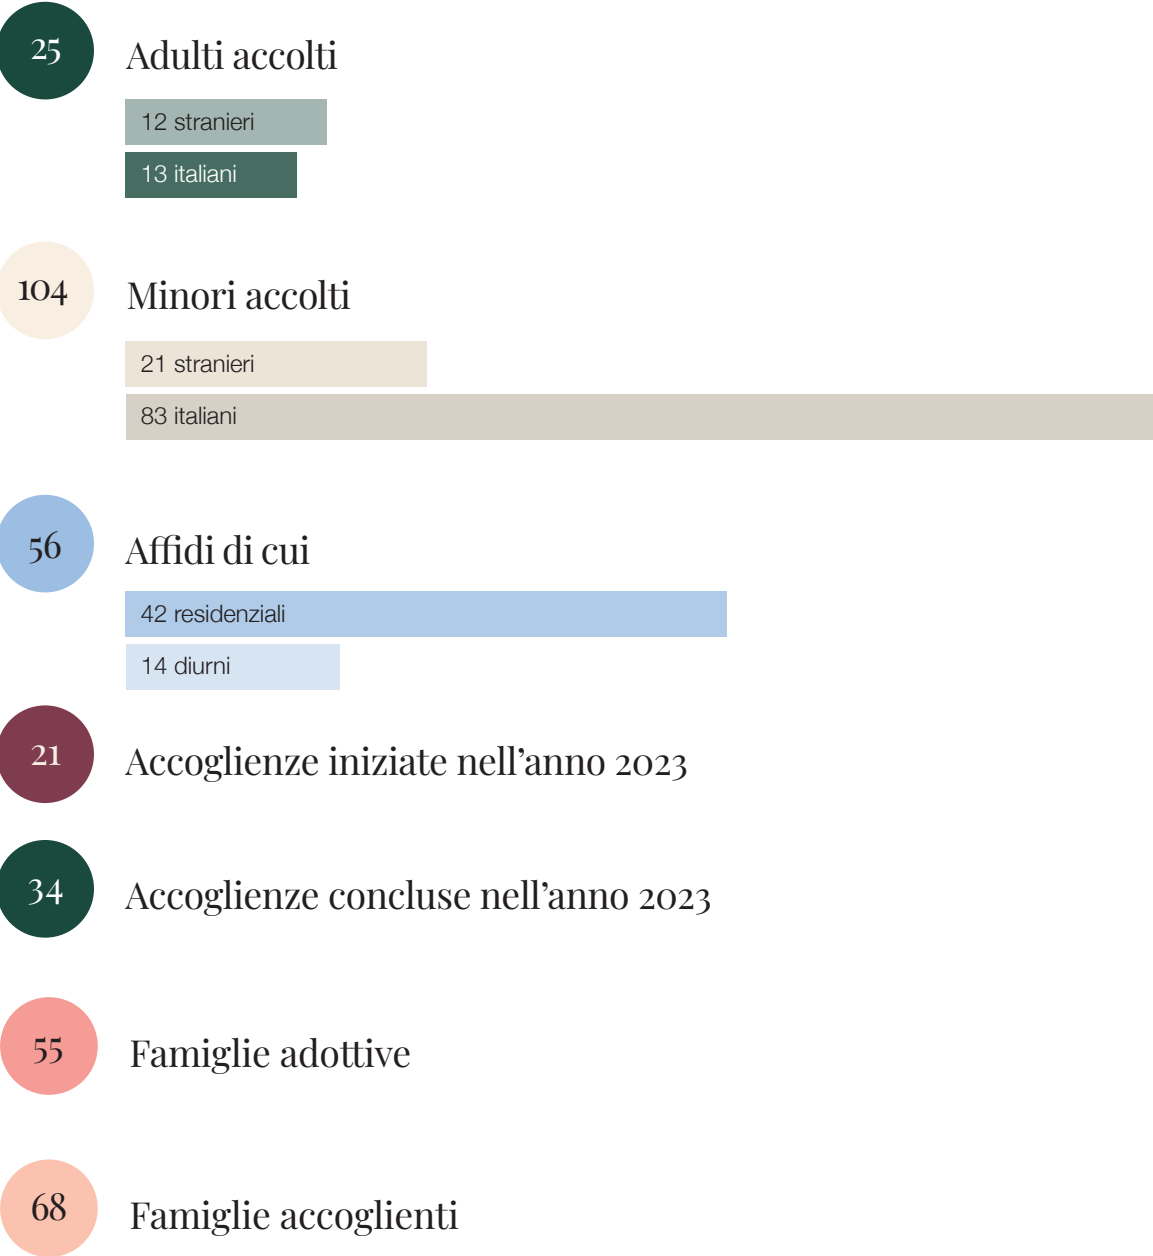 25
Adulti accolti
12 stranieri
13 italiani
104
Minori accolti
21 stranieri
83 italiani
56
Affidi di cui
42 residenziali
14 diurni
21
Accoglienze iniziate nell’anno 2023
34
Accoglienze concluse nell’anno 2023
55
Famiglie adottive
68
Famiglie accoglienti